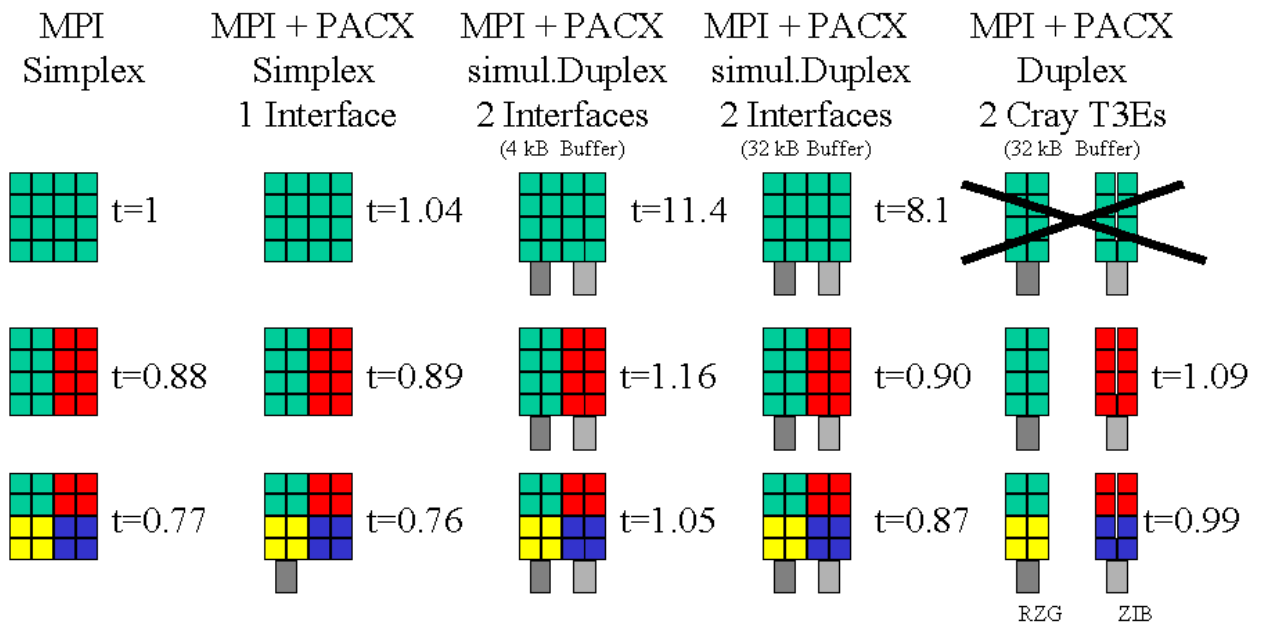 MPI
Simplex
MPI + PACX
Simplex
1 Interface
MPI + PACX
simul.Duplex
2 Interfaces
(4 kB Buffer)
MPI + PACX
simul.Duplex
2 Interfaces
(32 kB Buffer)
MPI + PACX
Duplex
2 Cray T3Es
(32 kB Buffer)
t=1
t=1.04
t=11.4
t=8.1
t=0.88
t=0.89
t=1.16
t=0.90
t=1.09
t=0.77
t=0.76
t=1.05
t=0.87
t=0.99
RZG
ZIB